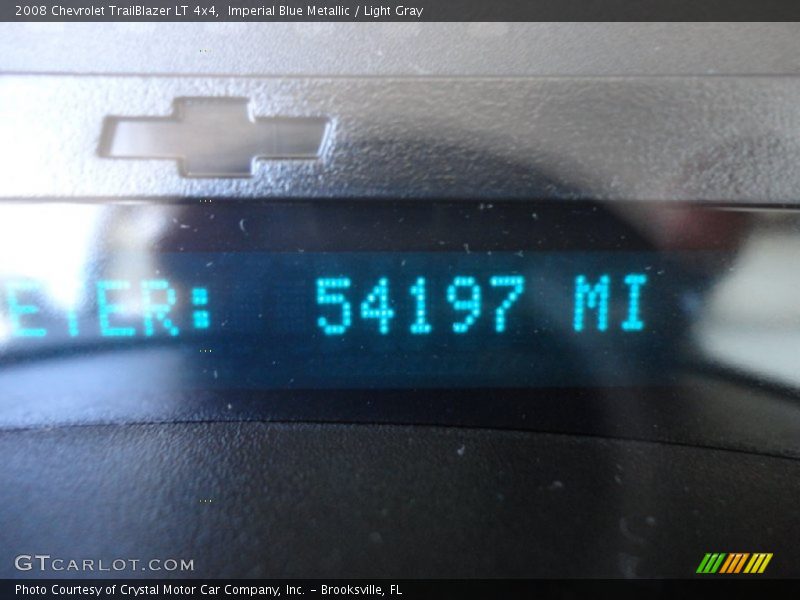 2008 Chevrolet TrailBlazer LT 4x4, Imperial Blue Metallic / Light Gray
ETER: 54197 MI
GTCARLOT.COM
Photo Courtesy of Crystal Motor Car Company, Inc. – Brooksville, FL